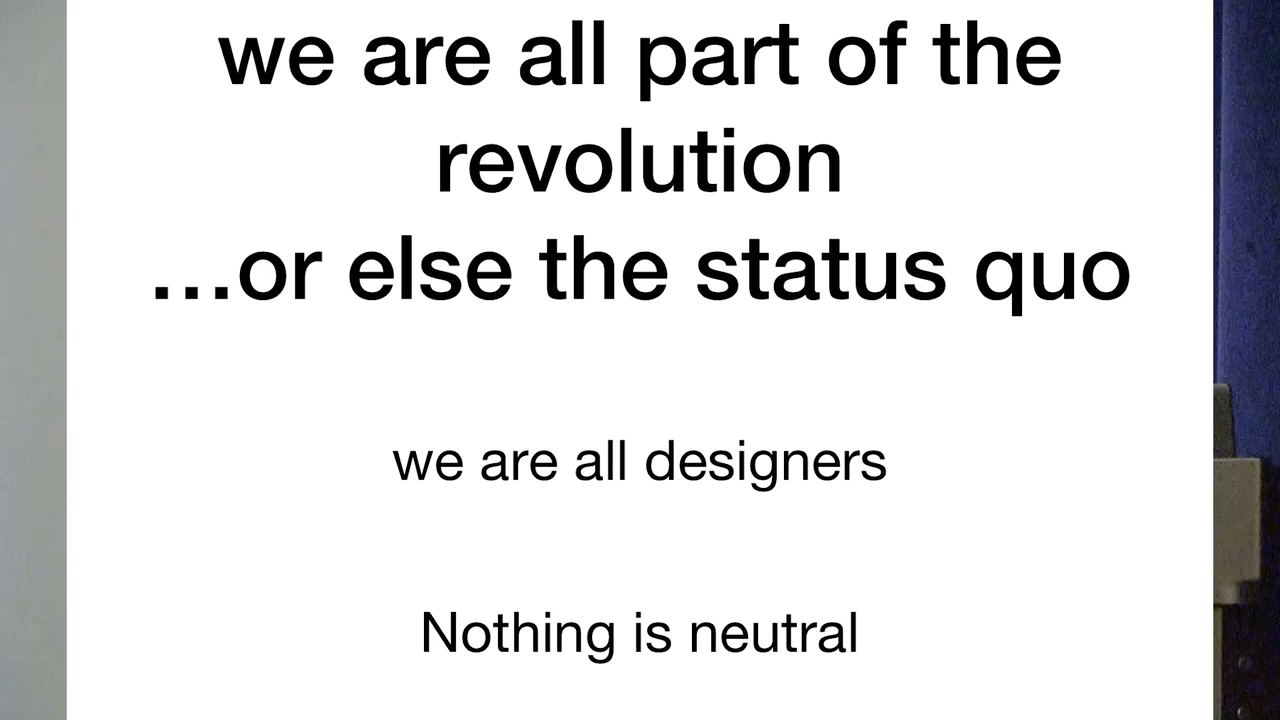 we are all part of the
revolution
…or else the status quo
we are all designers
Nothing is neutral